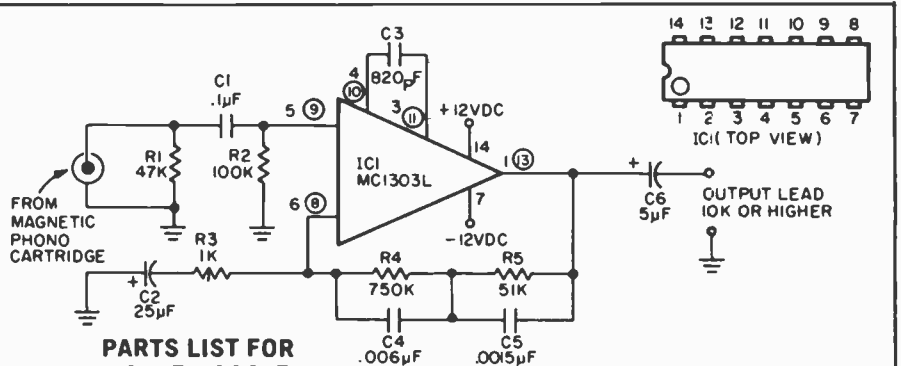 C3
820pF
4
⑩
3
⑪
C1
.1µF
5 ⑨
R1
47K
R2
100K
IC1
MC1303L
+12VDC
14
1 ⑬
7
-12VDC
6 ⑧
FROM
MAGNETIC
PHONO
CARTRIDGE
R3
1K
+
C2
25µF
R4
750K
R5
51K
C4
.006µF
C5
.0015µF
+
C6
5µF
OUTPUT LEAD
10K OR HIGHER
14 13 12 11 10 9 8
1 2 3 4 5 6 7
IC1(TOP VIEW)
PARTS LIST FOR